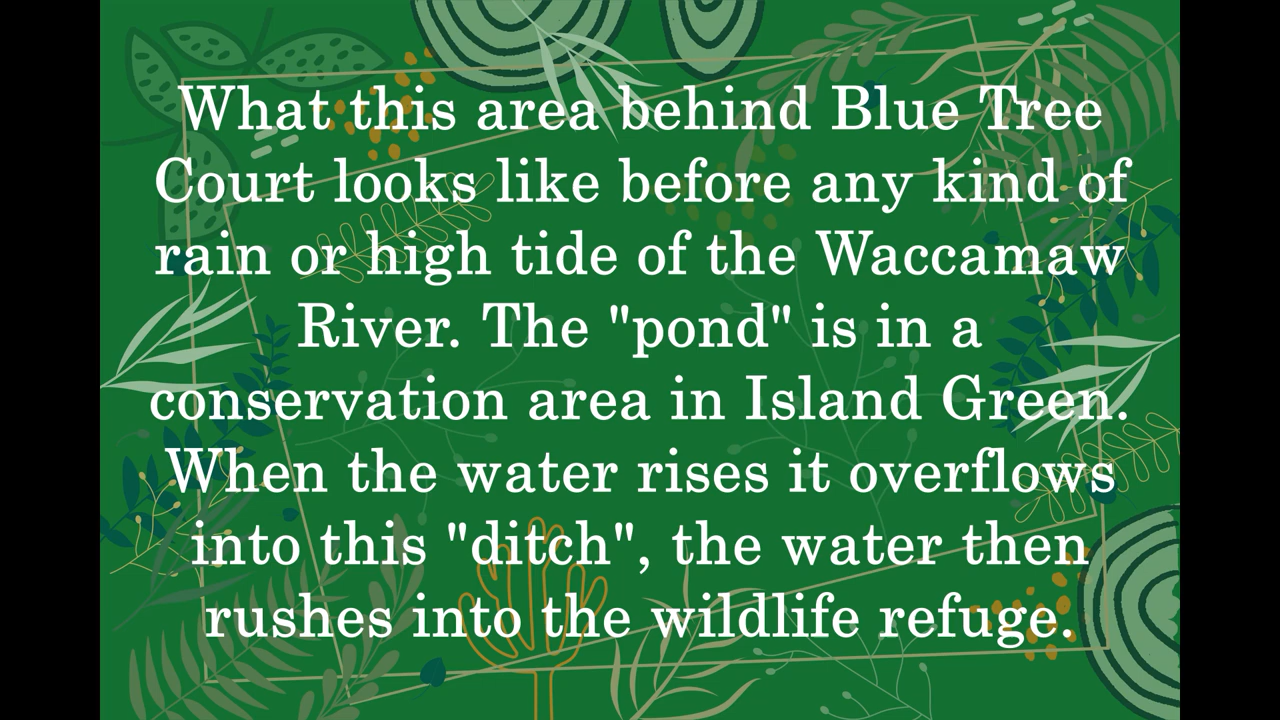 What this area behind Blue Tree
Court looks like before any kind of
rain or high tide of the Waccamaw
River. The "pond" is in a
conservation area in Island Green.
When the water rises it overflows
into this "ditch", the water then
rushes into the wildlife refuge.